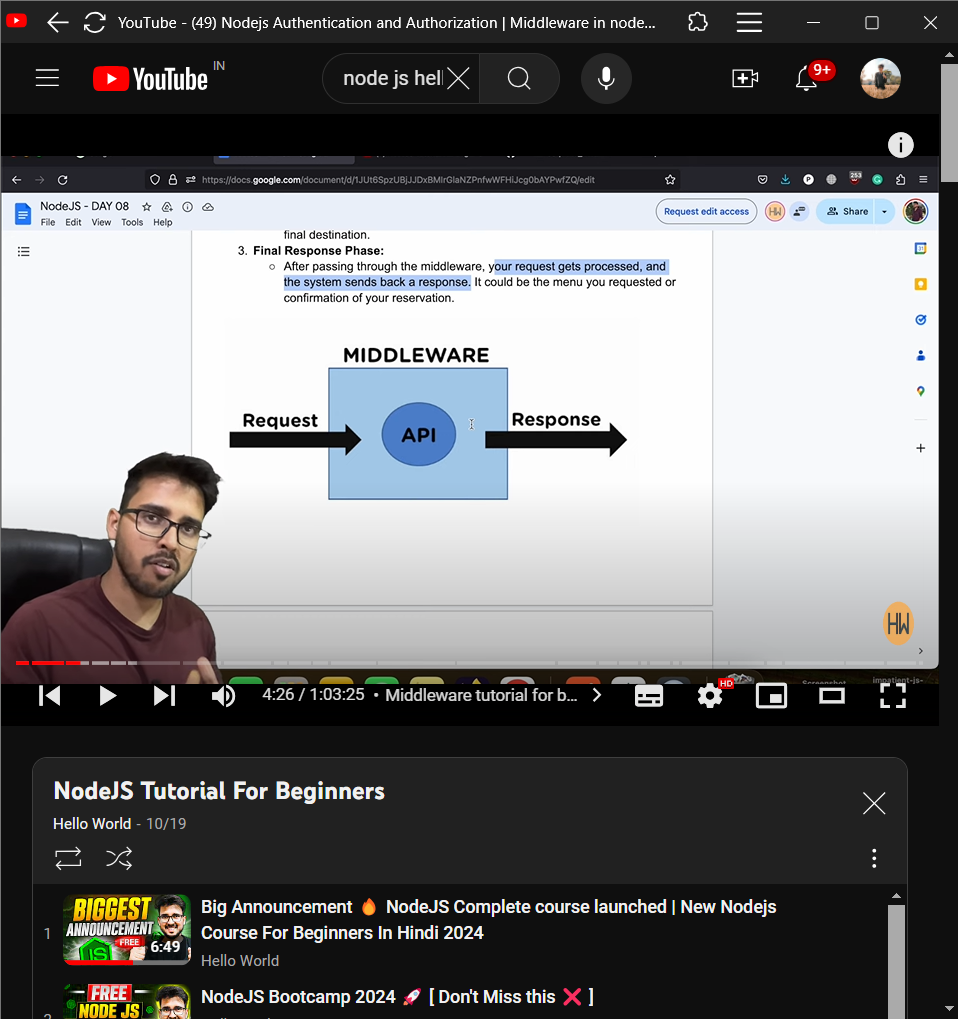 YouTube - (49) Nodejs Authentication and Authorization | Middleware in node...
YouTube IN
node js hel
9+
https://docs.google.com/document/d/1JUt6SpzUBjJJDxBMIrGlaNZPnfwWFHiJcg0bAYPwfZQ/edit
253
NodeJS - DAY 08
File Edit View Tools Help
Request edit access
HW
Share
final destination.
3. Final Response Phase:
After passing through the middleware, your request gets processed, and
the system sends back a response. It could be the menu you requested or
confirmation of your reservation.
MIDDLEWARE
Request
API
Response
HW
Screenshot
impatient-js-
4:26 / 1:03:25 • Middleware tutorial for b...
HD
NodeJS Tutorial For Beginners
Hello World - 10/19
1
BIGGEST
ANNOUNCEMENT
FREE
JS
6:49
Big Announcement 🔥 NodeJS Complete course launched | New Nodejs
Course For Beginners In Hindi 2024
Hello World
FREE
NODE JS
NodeJS Bootcamp 2024 🚀 [ Don't Miss this ❌ ]